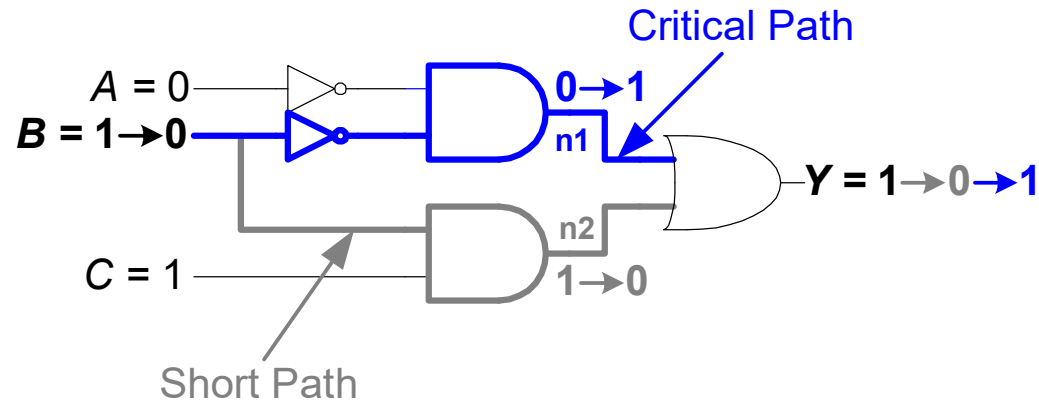 Critical Path
A = 0
0→1
B = 1→0
n1
Y = 1→0→1
n2
C = 1
1→0
Short Path